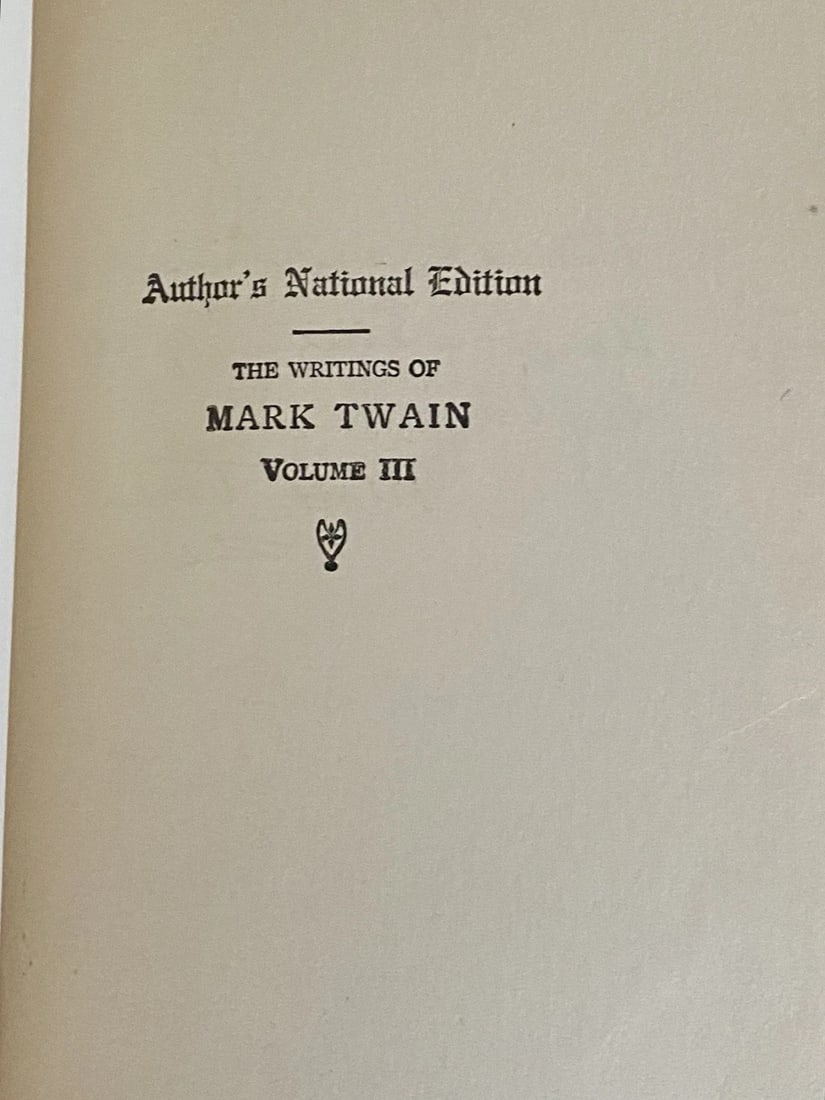 Author's National Edition
THE WRITINGS OF
MARK TWAIN
VOLUME III